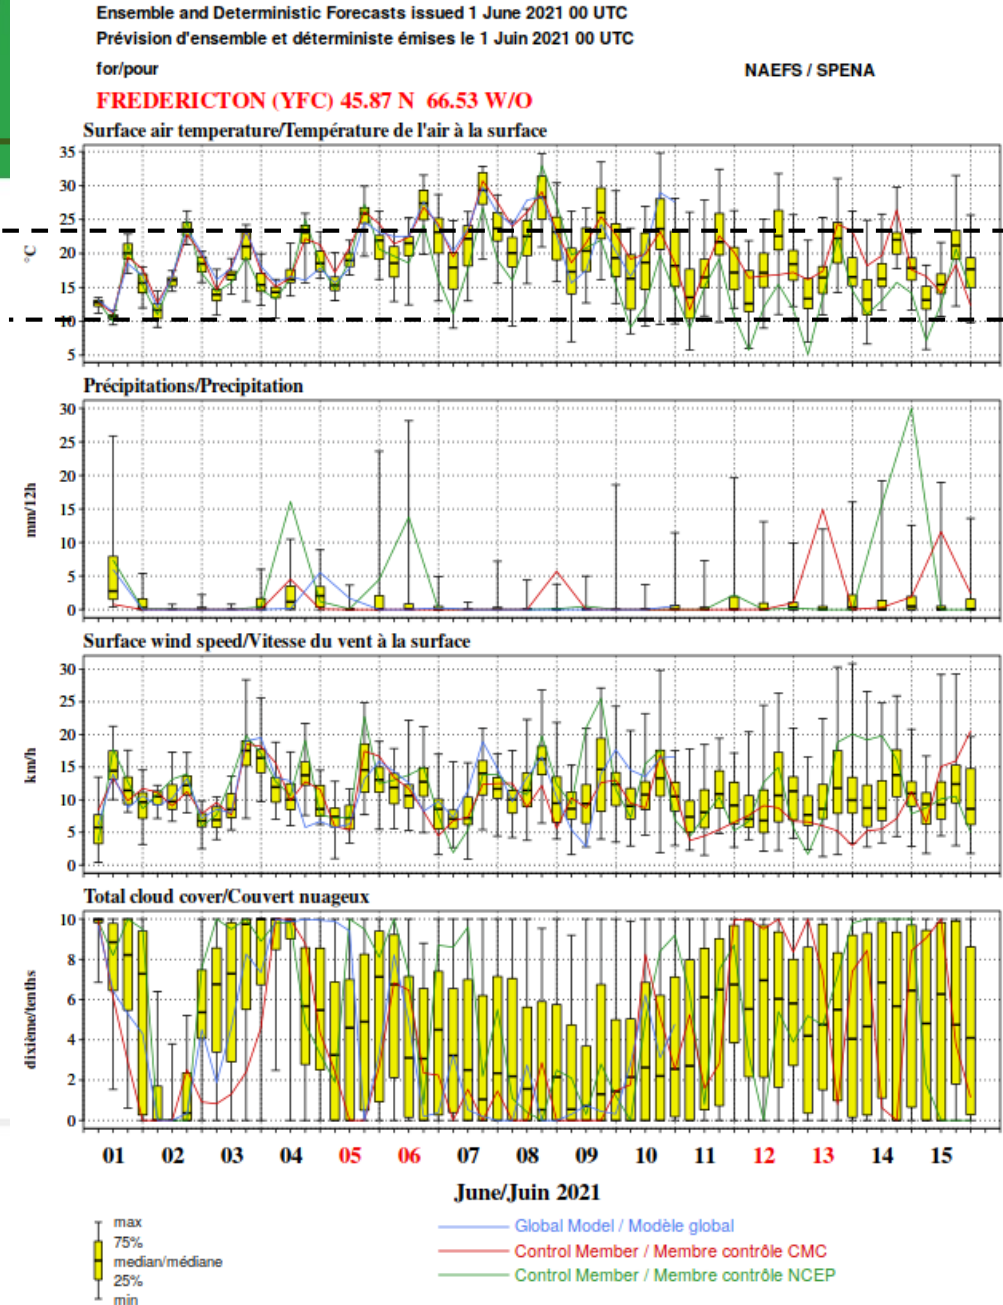 Ensemble and Deterministic Forecasts issued 1 June 2021 00 UTC
Prévision d'ensemble et déterministe émises le 1 Juin 2021 00 UTC
for/pour
NAEFS / SPENA
FREDERICTON (YFC) 45.87 N 66.53 W/O
Surface air temperature/Température de l'air à la surface
35
30
25
20
15
10
5
°C
Précipitations/Precipitation
30
25
20
15
10
5
0
mm/12h
Surface wind speed/Vitesse du vent à la surface
30
25
20
15
10
5
0
km/h
Total cloud cover/Couvert nuageux
10
8
6
4
2
0
dixième/tenths
01 02 03 04 05 06 07 08 09 10 11 12 13 14 15
June/Juin 2021
max
75%
median/médiane
25%
min
Global Model / Modèle global
Control Member / Membre contrôle CMC
Control Member / Membre contrôle NCEP